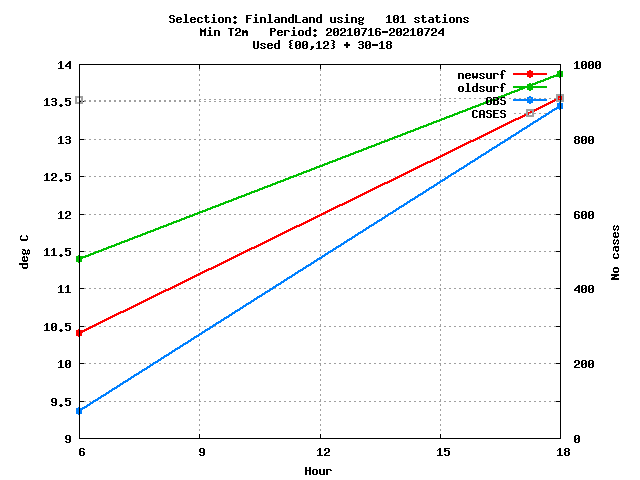 Selection: FinlandLand using   101 stations
Min T2m   Period: 20210716-20210724
Used {00,12} + 30-18
newsurf
oldsurf
OBS
CASES
14
13.5
13
12.5
12
11.5
11
10.5
10
9.5
9
1000
800
600
400
200
0
deg C
No cases
6 9 12 15 18
Hour